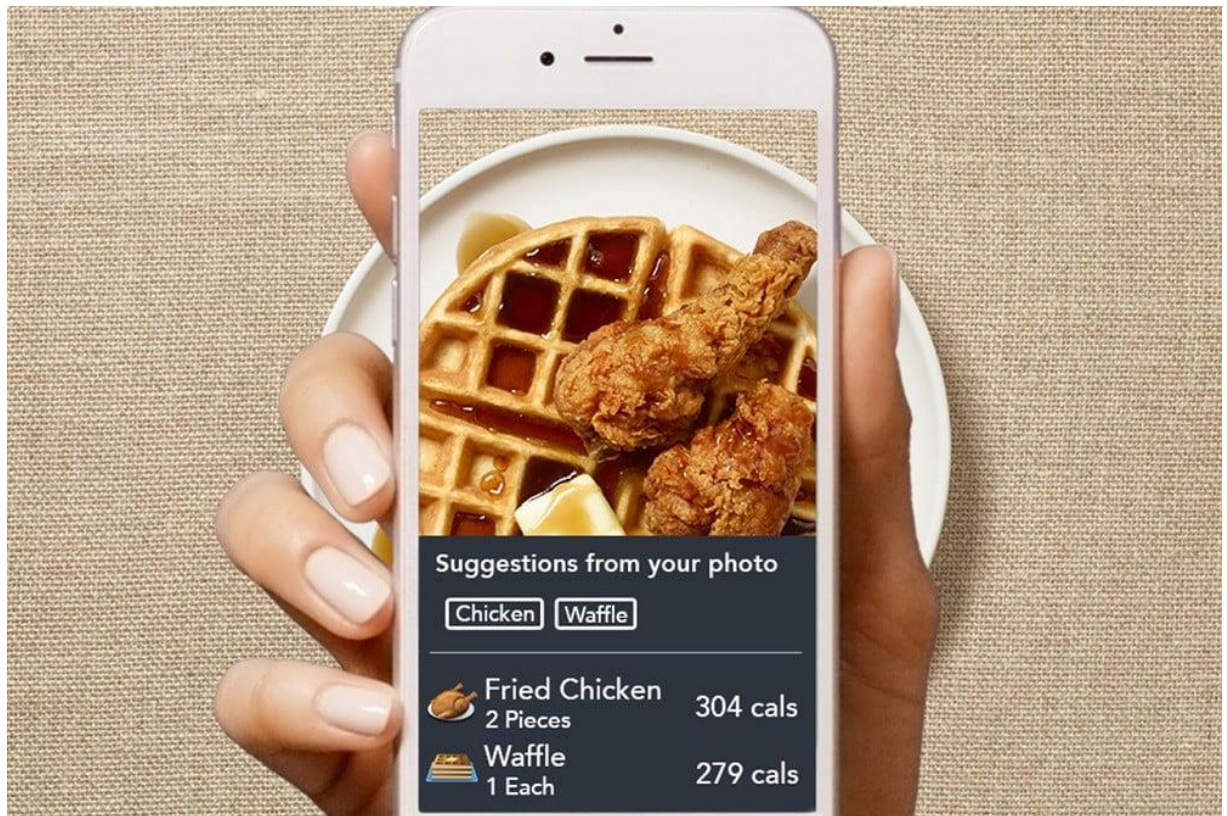 Suggestions from your photo
Chicken Waffle
Fried Chicken 304 cals
2 Pieces
Waffle 279 cals
1 Each